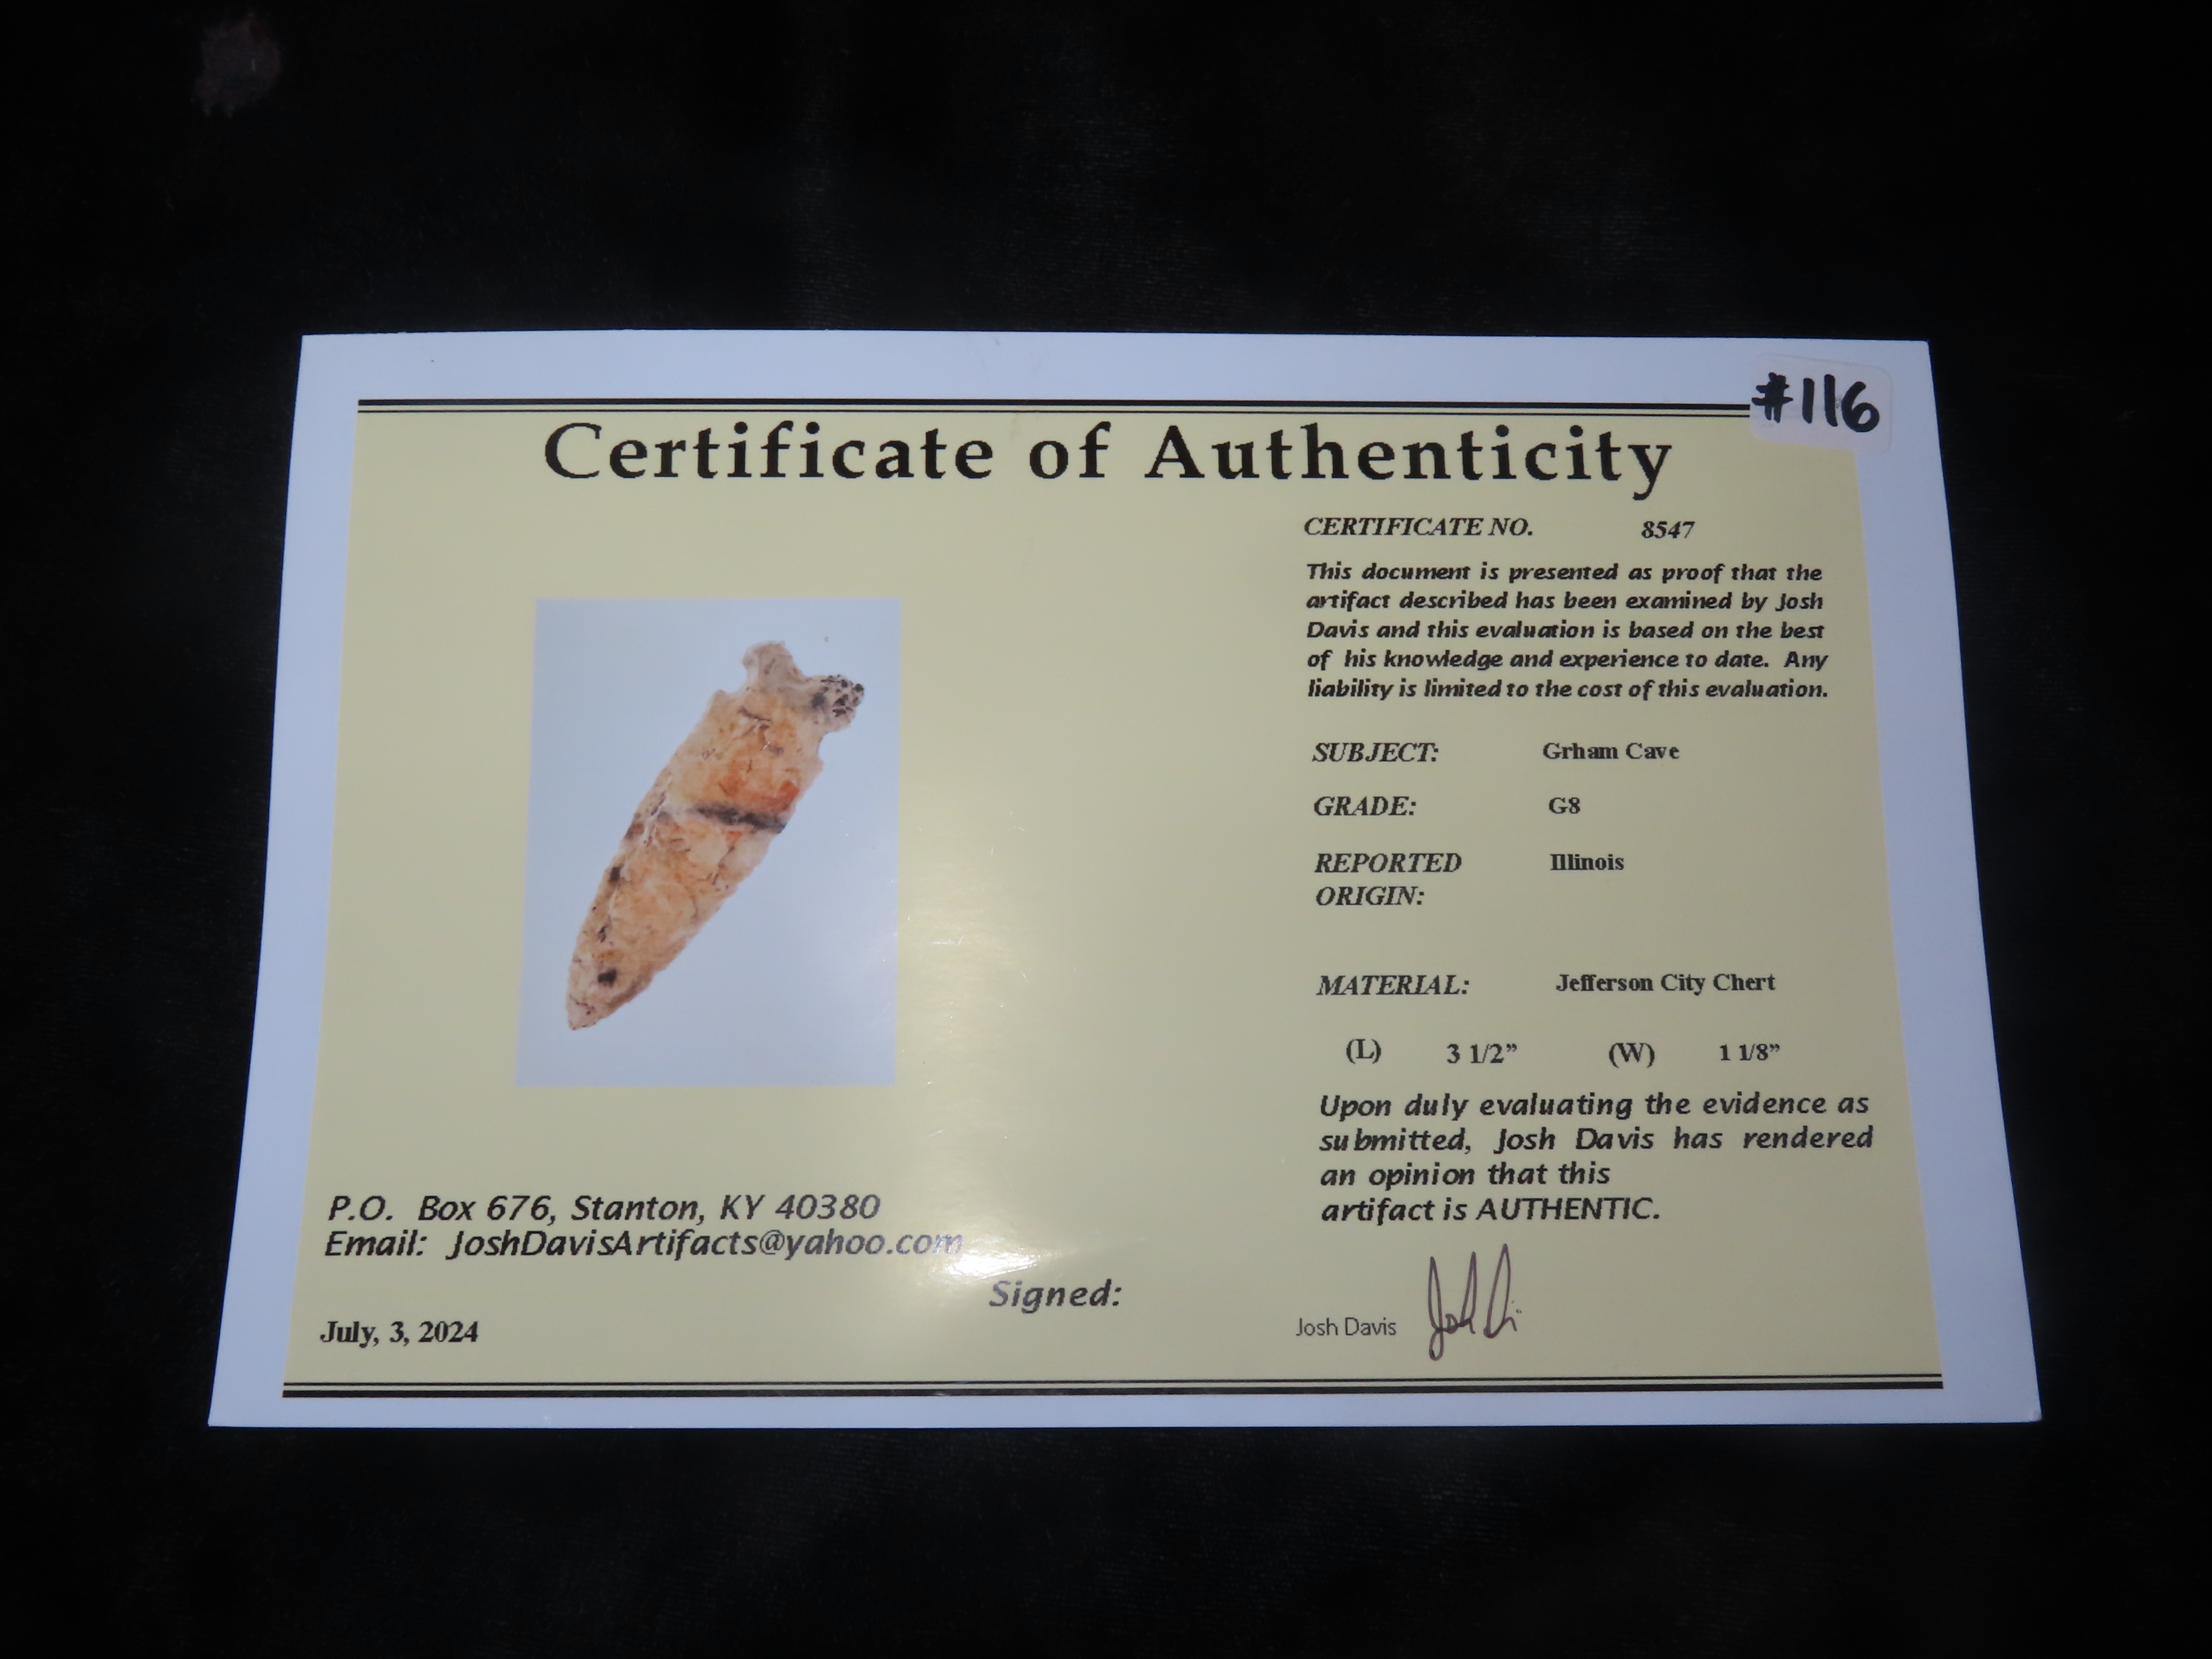 #116
Certificate of Authenticity
CERTIFICATE NO. 8547
This document is presented as proof that the
artifact described has been examined by Josh
Davis and this evaluation is based on the best
of his knowledge and experience to date. Any
liability is limited to the cost of this evaluation.
SUBJECT: Grham Cave
GRADE: G8
REPORTED Illinois
ORIGIN:
MATERIAL: Jefferson City Chert
(L) 3 1/2” (W) 1 1/8”
Upon duly evaluating the evidence as
submitted, Josh Davis has rendered
an opinion that this
artifact is AUTHENTIC.
P.O. Box 676, Stanton, KY 40380
Email: JoshDavisArtifacts@yahoo.com
Signed:
Josh Davis
July, 3, 2024